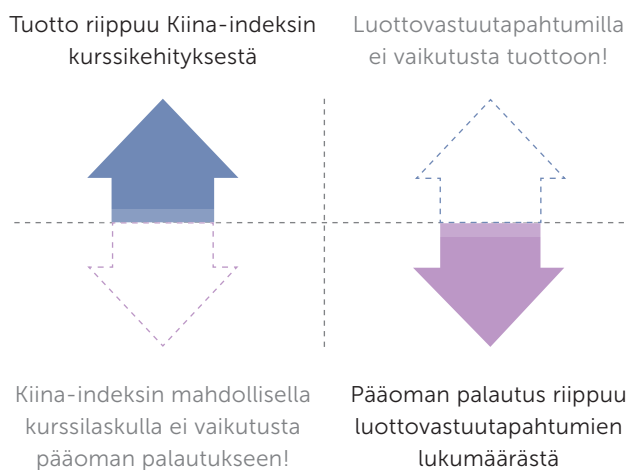 Tuotto riippuu Kiina-indeksin
kurssikehityksestä
Luottovastuutapahtumilla
ei vaikutusta tuottoon!
Kiina-indeksin mahdollisella
kurssilaskulla ei vaikutusta
pääoman palautukseen!
Pääoman palautus riippuu
luottovastuutapahtumien
lukumäärästä